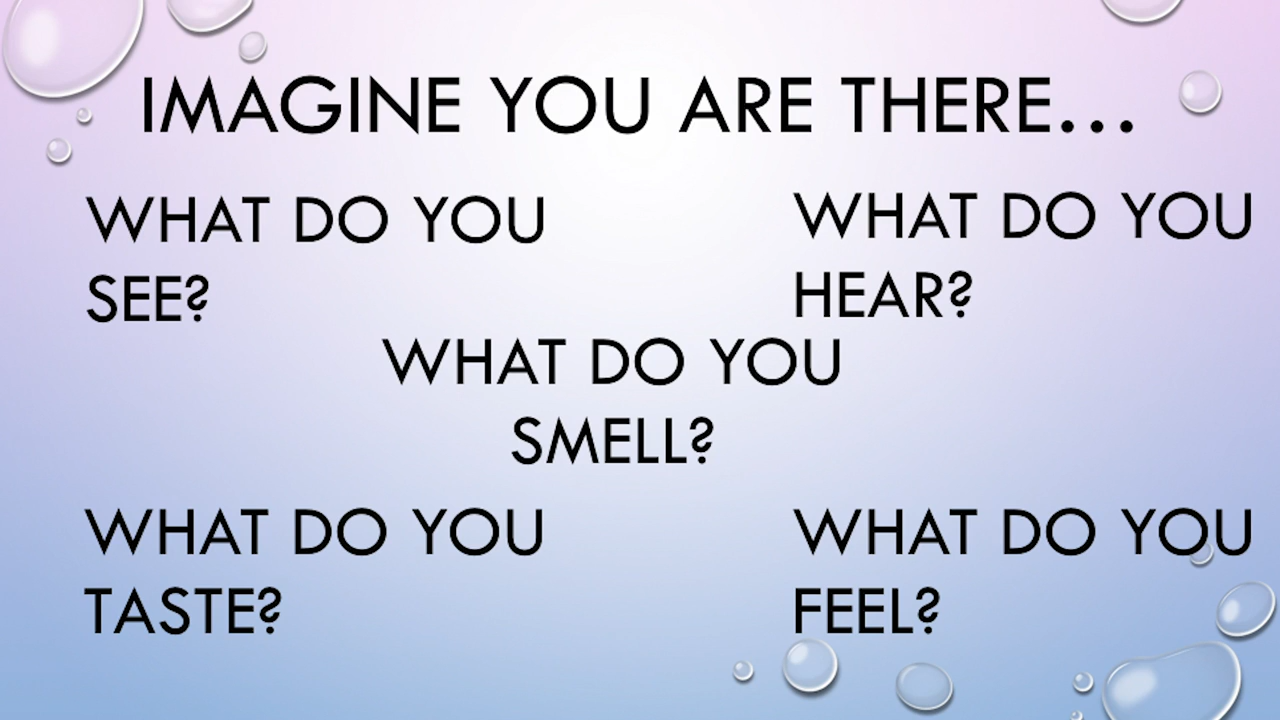 IMAGINE YOU ARE THERE...
WHAT DO YOU
SEE?
WHAT DO YOU
HEAR?
WHAT DO YOU
SMELL?
WHAT DO YOU
TASTE?
WHAT DO YOU
FEEL?